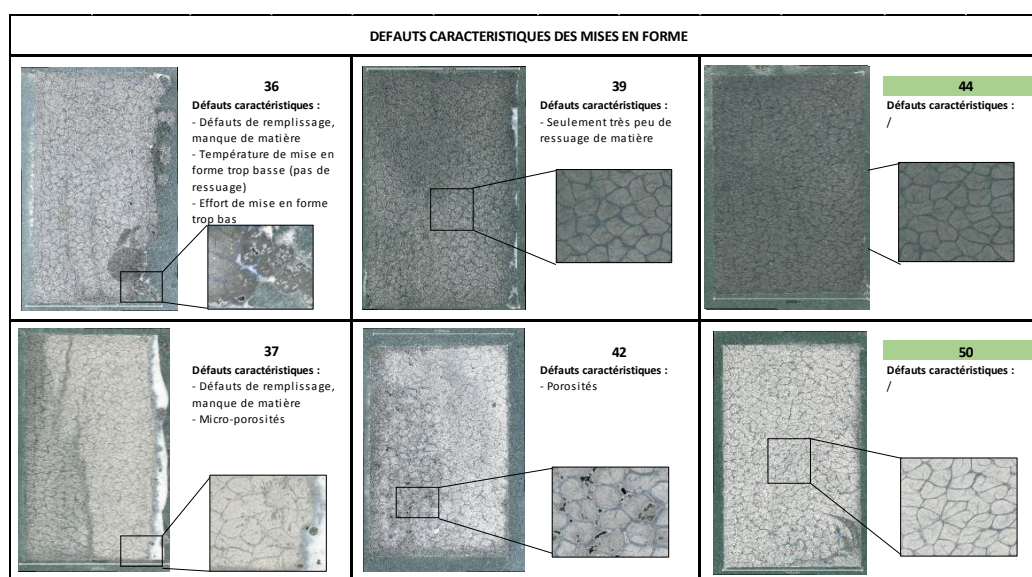 DEFAUTS CARACTERISTIQUES DES MISES EN FORME
36
Défauts caractéristiques :
- Défauts de remplissage,
manque de matière
- Température de mise en
forme trop basse (pas de
ressuage)
- Effort de mise en forme
trop bas
39
Défauts caractéristiques :
- Seulement très peu de
ressuage de matière
44
Défauts caractéristiques :
/
37
Défauts caractéristiques :
- Défauts de remplissage,
manque de matière
- Micro-porosités
42
Défauts caractéristiques :
- Porosités
50
Défauts caractéristiques :
/